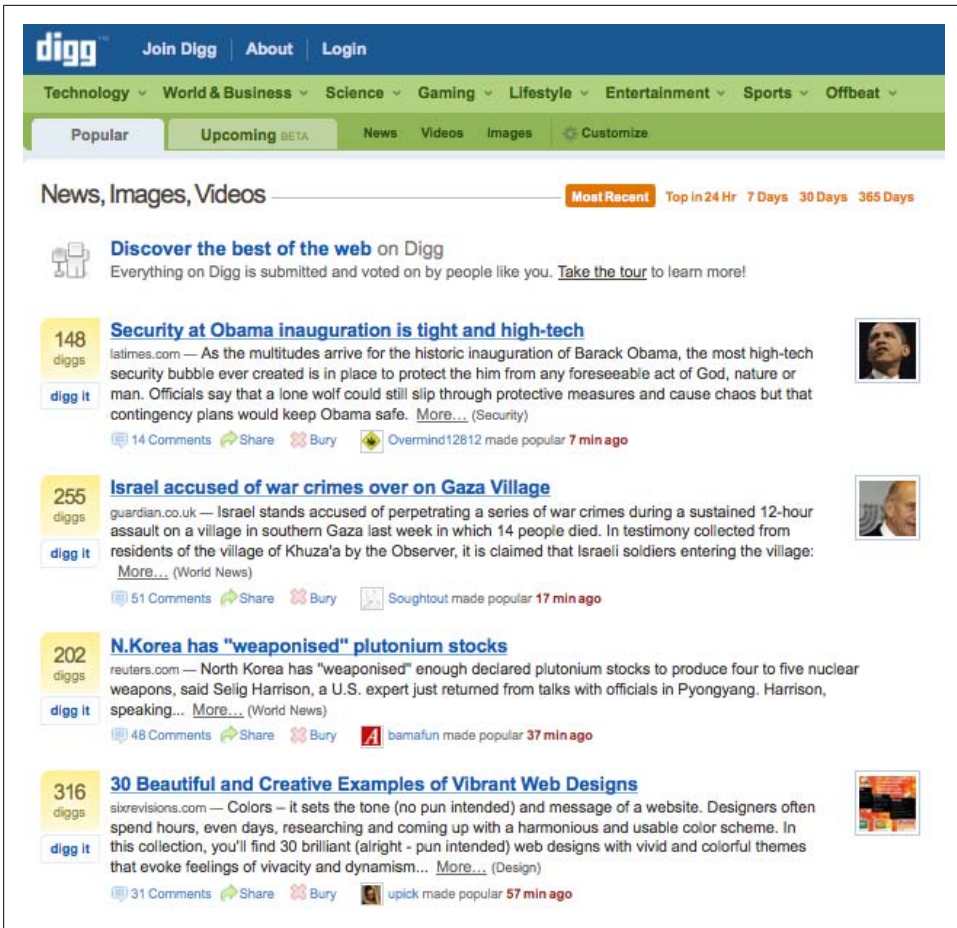 digg™ Join Digg About Login
Technology World & Business Science Gaming Lifestyle Entertainment Sports Offbeat
Popular Upcoming BETA News Videos Images Customize
News, Images, Videos Most Recent Top in 24 Hr 7 Days 30 Days 365 Days
Discover the best of the web on Digg
Everything on Digg is submitted and voted on by people like you. Take the tour to learn more!
148
diggs
digg it
Security at Obama inauguration is tight and high-tech
latimes.com — As the multitudes arrive for the historic inauguration of Barack Obama, the most high-tech
security bubble ever created is in place to protect the him from any foreseeable act of God, nature or
man. Officials say that a lone wolf could still slip through protective measures and cause chaos but that
contingency plans would keep Obama safe. More... (Security)
14 Comments Share Bury Overmind12812 made popular 7 min ago
255
diggs
digg it
Israel accused of war crimes over on Gaza Village
guardian.co.uk — Israel stands accused of perpetrating a series of war crimes during a sustained 12-hour
assault on a village in southern Gaza last week in which 14 people died. In testimony collected from
residents of the village of Khuza'a by the Observer, it is claimed that Israeli soldiers entering the village:
More... (World News)
51 Comments Share Bury Soughtout made popular 17 min ago
202
diggs
digg it
N.Korea has "weaponised" plutonium stocks
reuters.com — North Korea has "weaponised" enough declared plutonium stocks to produce four to five nuclear
weapons, said Selig Harrison, a U.S. expert just returned from talks with officials in Pyongyang. Harrison,
speaking... More... (World News)
48 Comments Share Bury A bamafun made popular 37 min ago
316
diggs
digg it
30 Beautiful and Creative Examples of Vibrant Web Designs
sixrevisions.com — Colors – it sets the tone (no pun intended) and message of a website. Designers often
spend hours, even days, researching and coming up with a harmonious and usable color scheme. In
this collection, you'll find 30 brilliant (alright - pun intended) web designs with vivid and colorful themes
that evoke feelings of vivacity and dynamism... More... (Design)
31 Comments Share Bury upick made popular 57 min ago